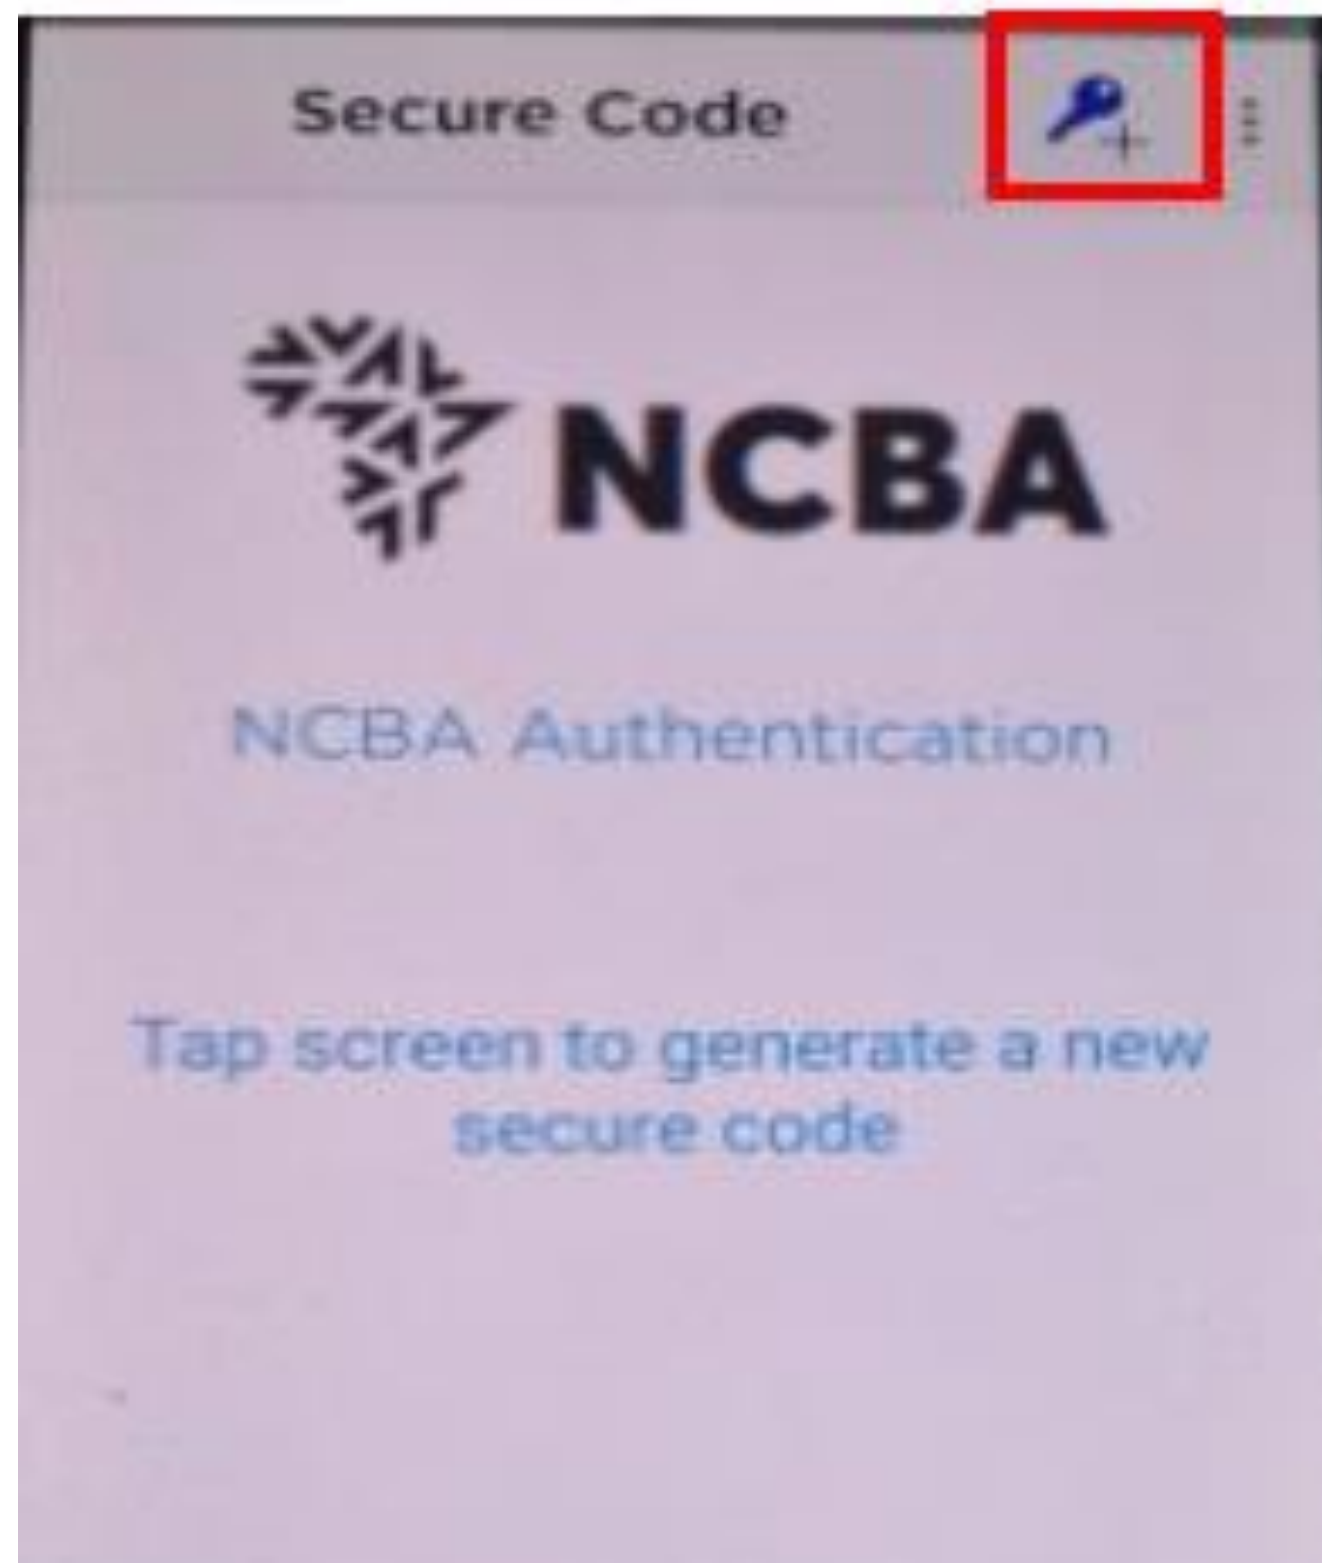 Secure Code
NCBA
NCBA Authentication
Tap screen to generate a new
secure code